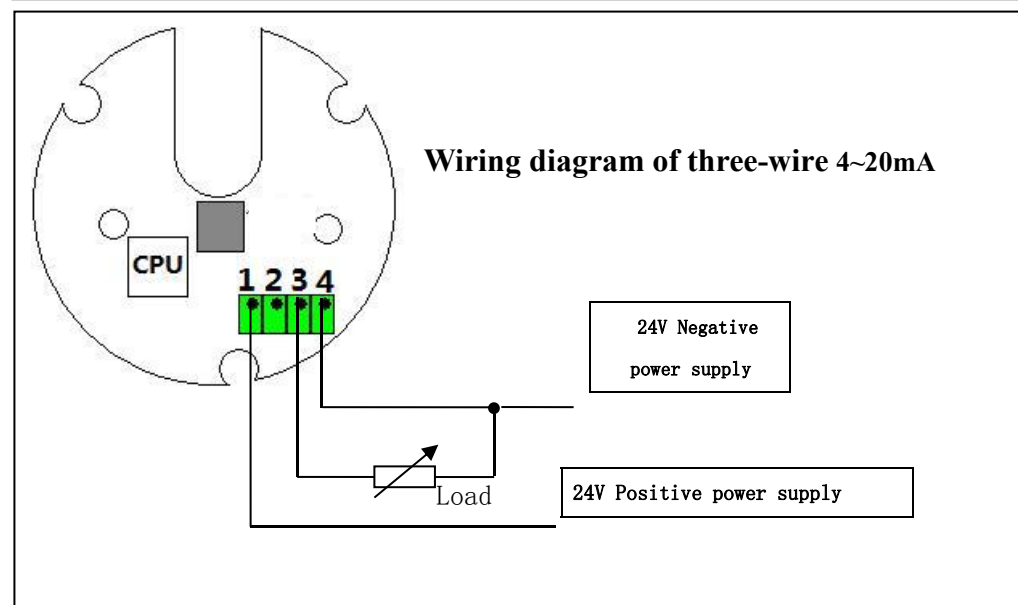 Wiring diagram of three-wire 4~20mA
CPU
1 2 3 4
24V Negative
power supply
Load
24V Positive power supply